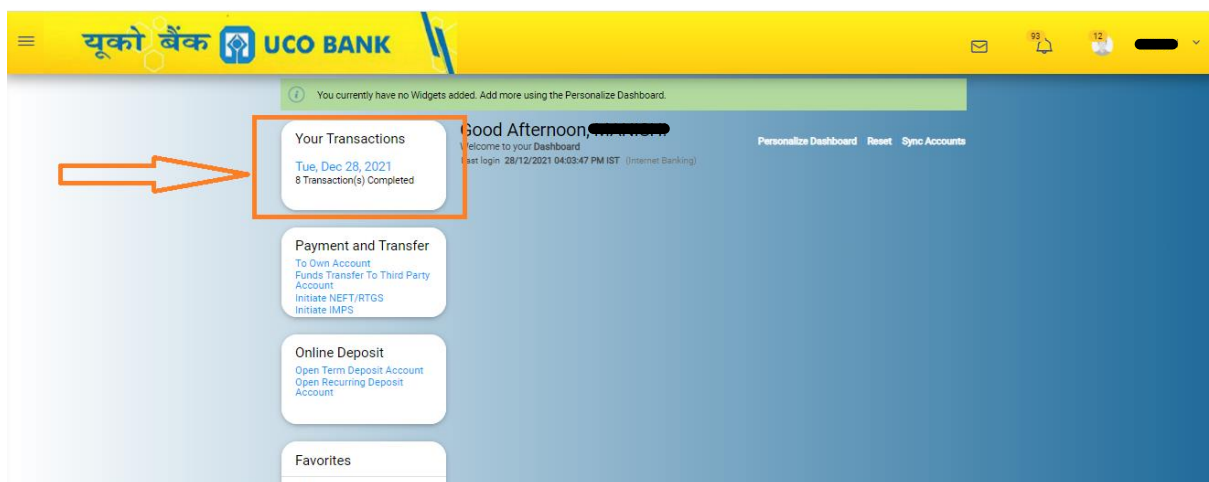 यूको बैंक UCO BANK
93
12
You currently have no Widgets added. Add more using the Personalize Dashboard.
Your Transactions
Tue, Dec 28, 2021
8 Transaction(s) Completed
Good Afternoon,
Welcome to your Dashboard
Last login 28/12/2021 04:03:47 PM IST (Internet Banking)
Personalize Dashboard Reset Sync Accounts
Payment and Transfer
To Own Account
Funds Transfer To Third Party
Account
Initiate NEFT/RTGS
Initiate IMPS
Online Deposit
Open Term Deposit Account
Open Recurring Deposit
Account
Favorites